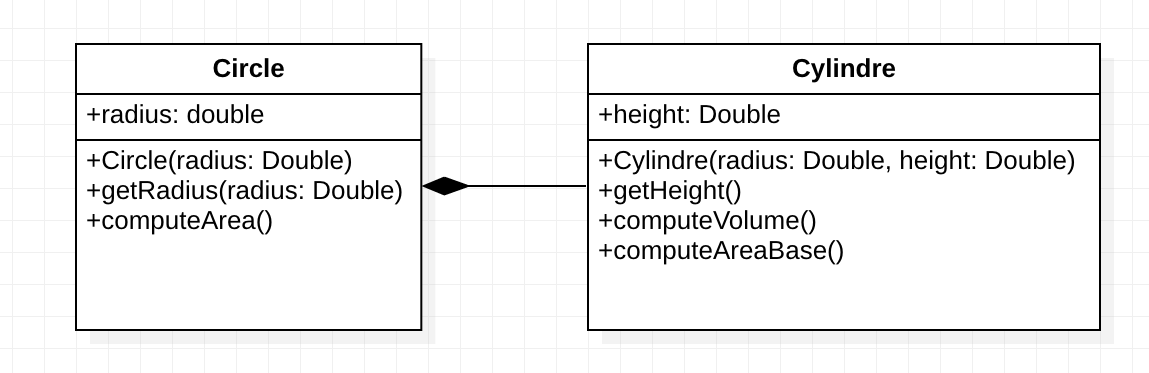 Circle
+radius: double
+Circle(radius: Double)
+getRadius(radius: Double)
+computeArea()
Cylindre
+height: Double
+Cylindre(radius: Double, height: Double)
+getHeight()
+computeVolume()
+computeAreaBase()